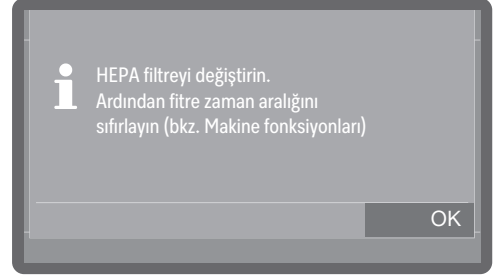 HEPA filtreyi değiştirin.
Ardından fitre zaman aralığını
sıfırlayın (bkz. Makine fonksiyonları)
OK